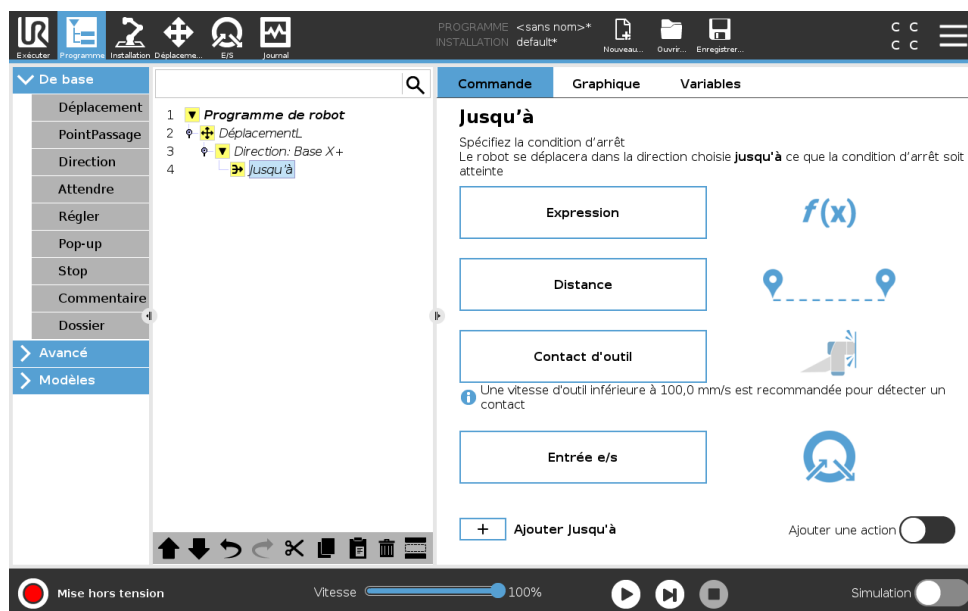 PROGRAMME <sans nom>*
INSTALLATION default*
C C
C C
Exécuter Programme Installation Déplaceme... E/S Journal Nouveau... Ouvrir... Enregistrer...
De base
Déplacement
PointPassage
Direction
Attendre
Régler
Pop-up
Stop
Commentaire
Dossier
Avancé
Modèles
1 Programme de robot
2 DéplacementL
3 Direction: Base X+
4 Jusqu'à
Commande Graphique Variables
Jusqu'à
Spécifiez la condition d'arrêt
Le robot se déplacera dans la direction choisie jusqu'à ce que la condition d'arrêt soit
atteinte
Expression
f(x)
Distance
Contact d'outil
Une vitesse d'outil inférieure à 100,0 mm/s est recommandée pour détecter un
contact
Entrée e/s
+ Ajouter Jusqu'à
Ajouter une action
Mise hors tension
Vitesse 100%
Simulation